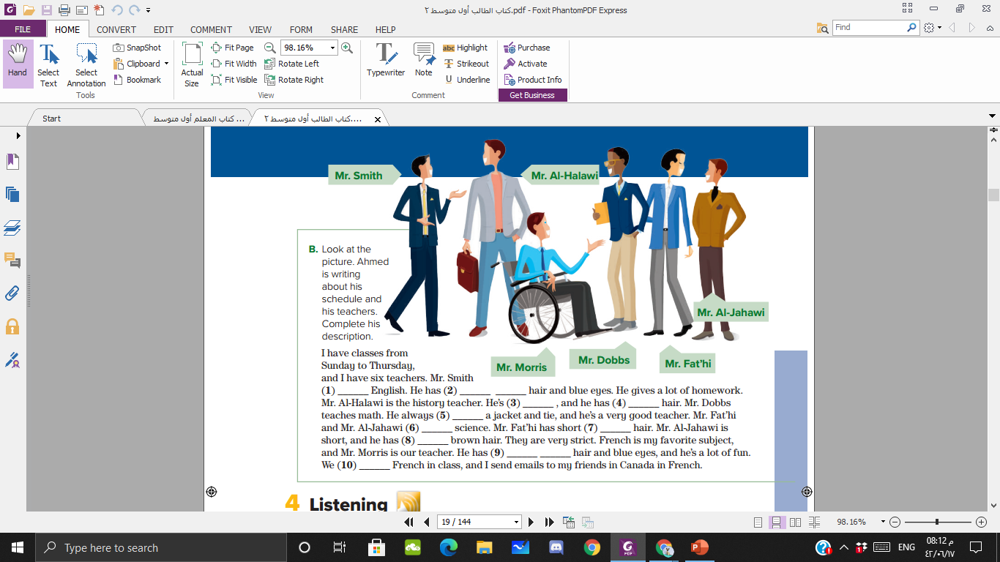 كتاب الطالب أول متوسط ٢.pdf - Foxit PhantomPDF Express
FILE
HOME
CONVERT
EDIT
COMMENT
VIEW
FORM
SHARE
HELP
Find
Hand
Select Text
Select Annotation
SnapShot
Clipboard
Bookmark
Tools
Actual Size
Fit Page
Fit Width
Fit Visible
98.16%
Rotate Left
Rotate Right
View
Typewriter
Note
abc Highlight
T Strikeout
U Underline
Comment
Purchase
Activate
Product Info
Get Business
Start
كتاب المعلم أول متوسط ...
كتاب الطالب أول متوسط ٢....
Mr. Smith
Mr. Al-Halawi
Mr. Al-Jahawi
Mr. Morris
Mr. Dobbs
Mr. Fat'hi
B. Look at the
picture. Ahmed
is writing
about his
schedule and
his teachers.
Complete his
description.
I have classes from
Sunday to Thursday,
and I have six teachers. Mr. Smith
(1) ______ English. He has (2) ______ ______ hair and blue eyes. He gives a lot of homework.
Mr. Al-Halawi is the history teacher. He's (3) ______ , and he has (4) ______ hair. Mr. Dobbs
teaches math. He always (5) ______ a jacket and tie, and he's a very good teacher. Mr. Fat'hi
and Mr. Al-Jahawi (6) ______ science. Mr. Fat'hi has short (7) ______ hair. Mr. Al-Jahawi is
short, and he has (8) ______ brown hair. They are very strict. French is my favorite subject,
and Mr. Morris is our teacher. He has (9) ______ ______ hair and blue eyes, and he's a lot of fun.
We (10) ______ French in class, and I send emails to my friends in Canada in French.
4 Listening
19 / 144
98.16%
Type here to search
ENG
08:12 م
٤٢/٠٦/١٧